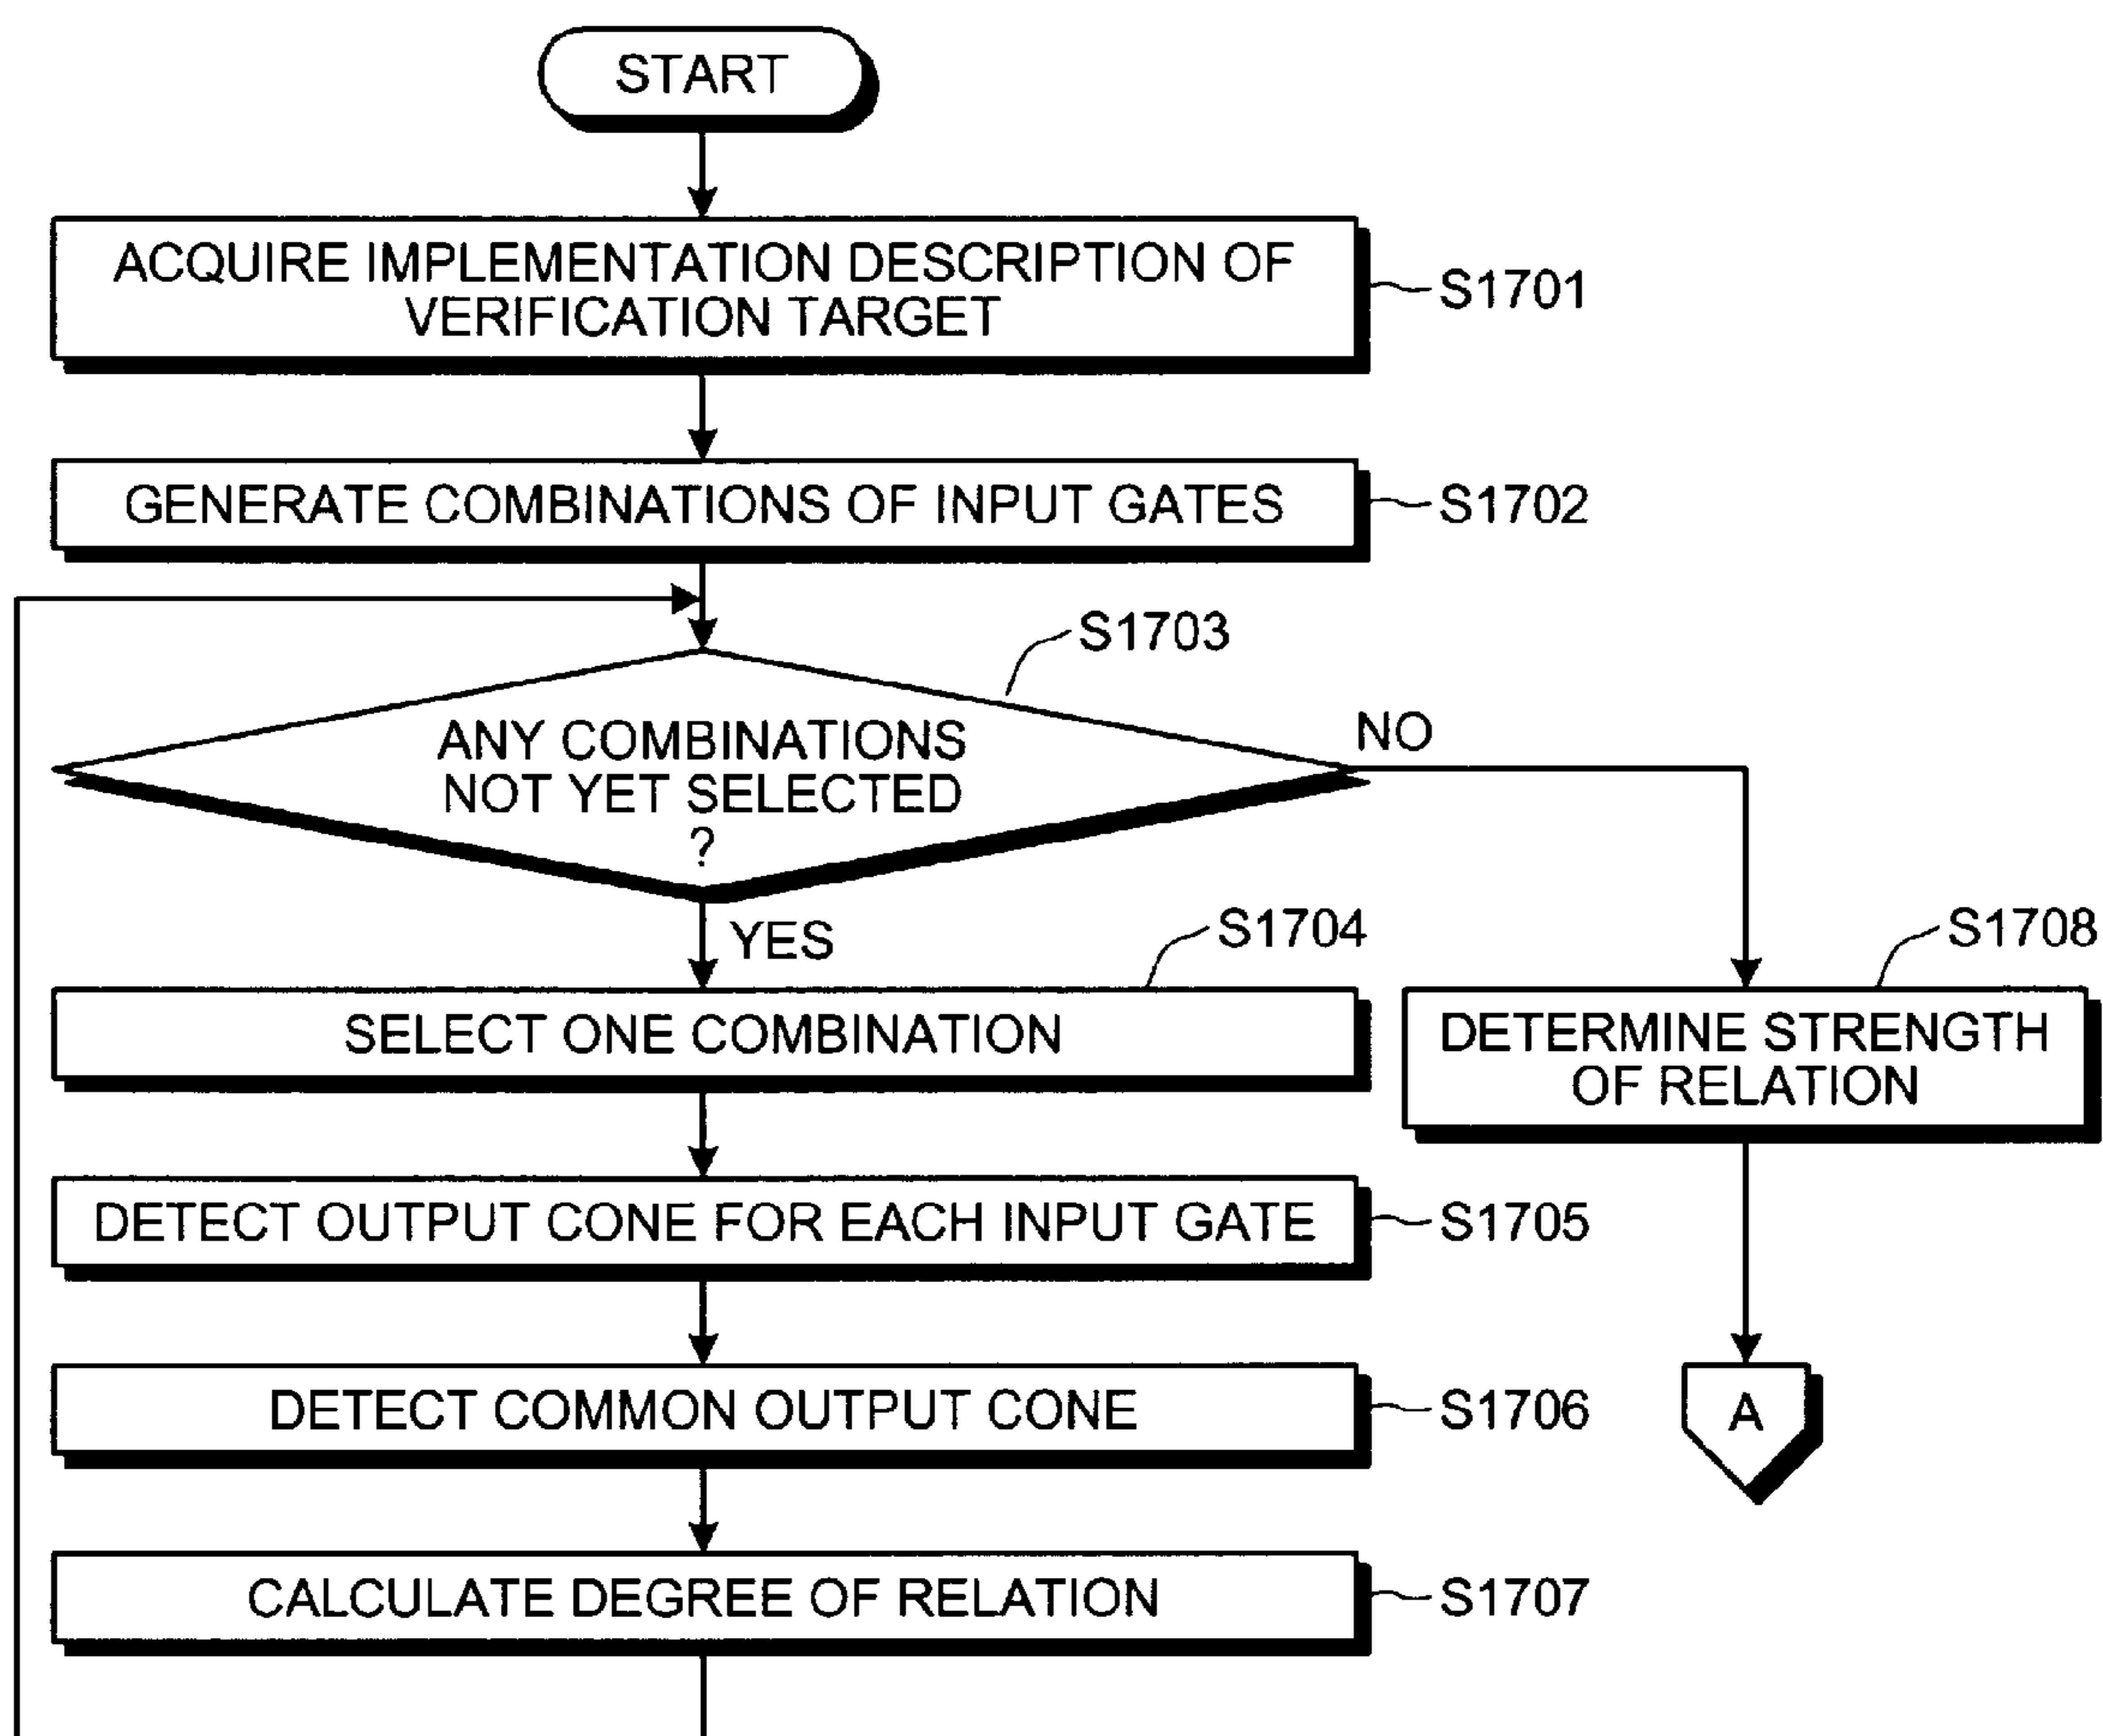 START
ACQUIRE IMPLEMENTATION DESCRIPTION OF
VERIFICATION TARGET
S1701
GENERATE COMBINATIONS OF INPUT GATES
S1702
S1703
ANY COMBINATIONS
NOT YET SELECTED
?
NO
YES
S1704
SELECT ONE COMBINATION
S1708
DETERMINE STRENGTH
OF RELATION
DETECT OUTPUT CONE FOR EACH INPUT GATE
S1705
DETECT COMMON OUTPUT CONE
S1706
A
CALCULATE DEGREE OF RELATION
S1707